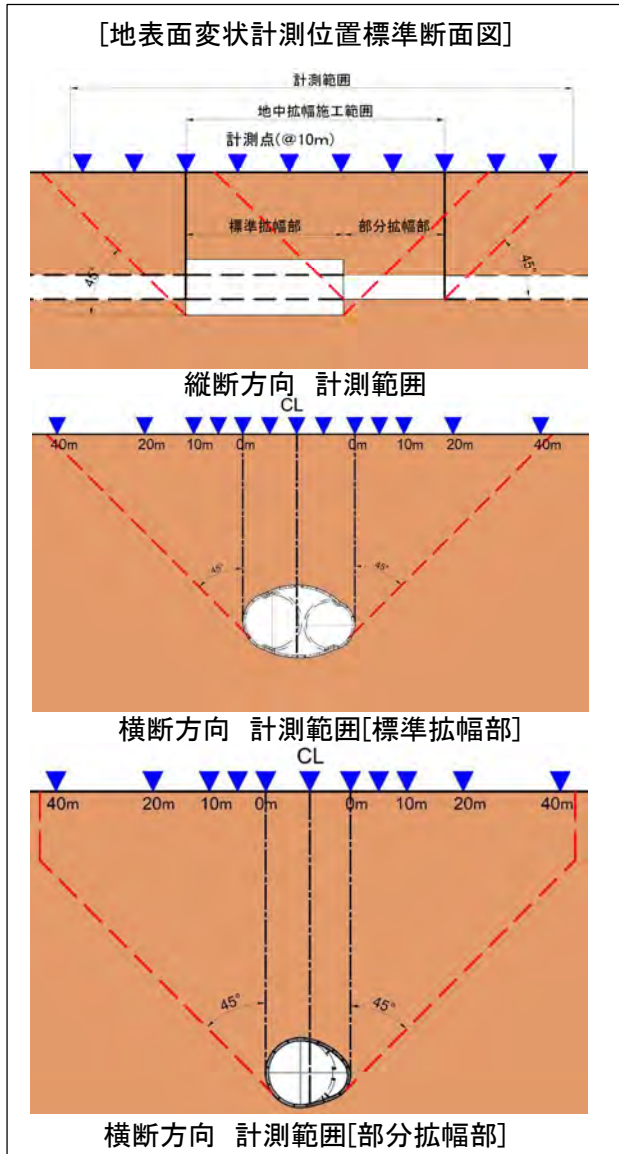 [地表面変状計測位置標準断面図]
計測範囲
地中拡幅施工範囲
計測点(@10m)
標準拡幅部 部分拡幅部
45° 45°
縦断方向 計測範囲
CL
40m 20m 10m 0m 0m 10m 20m 40m
45° 45°
横断方向 計測範囲[標準拡幅部]
CL
40m 20m 10m 0m 0m 10m 20m 40m
45° 45°
横断方向 計測範囲[部分拡幅部]